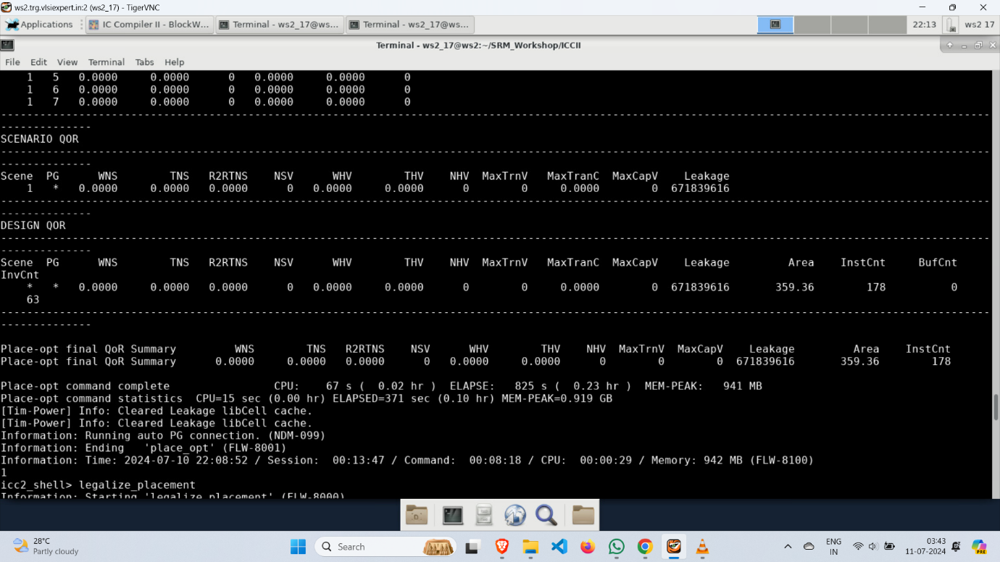 ws2.trg.vlsiexpert.in:2 (ws2_17) - TigerVNC
Applications IC Compiler II - BlockW... Terminal - ws2_17@ws... Terminal - ws2_17@ws... 22:13 ws2 17
Terminal - ws2_17@ws2:~/SRM_Workshop/ICCII
File Edit View Terminal Tabs Help
1 5 0.0000 0.0000 0 0.0000 0.0000 0
1 6 0.0000 0.0000 0 0.0000 0.0000 0
1 7 0.0000 0.0000 0 0.0000 0.0000 0
---------------------------------------------------------------------------------------------------------------------------------------------------------
--------------
SCENARIO QOR
---------------------------------------------------------------------------------------------------------------------------------------------------------
--------------
Scene PG WNS TNS R2RTNS NSV WHV THV NHV MaxTrnV MaxTranC MaxCapV Leakage
1 * 0.0000 0.0000 0.0000 0 0.0000 0.0000 0 0 0.0000 0 671839616
---------------------------------------------------------------------------------------------------------------------------------------------------------
--------------
DESIGN QOR
---------------------------------------------------------------------------------------------------------------------------------------------------------
--------------
Scene PG WNS TNS R2RTNS NSV WHV THV NHV MaxTrnV MaxTranC MaxCapV Leakage Area InstCnt BufCnt
InvCnt
* * 0.0000 0.0000 0.0000 0 0.0000 0.0000 0 0 0.0000 0 671839616 359.36 178 0
63
---------------------------------------------------------------------------------------------------------------------------------------------------------
--------------
Place-opt final QoR Summary WNS TNS R2RTNS NSV WHV THV NHV MaxTrnV MaxCapV Leakage Area InstCnt
Place-opt final QoR Summary 0.0000 0.0000 0.0000 0 0.0000 0.0000 0 0 0 671839616 359.36 178
Place-opt command complete CPU: 67 s ( 0.02 hr ) ELAPSE: 825 s ( 0.23 hr ) MEM-PEAK: 941 MB
Place-opt command statistics CPU=15 sec (0.00 hr) ELAPSED=371 sec (0.10 hr) MEM-PEAK=0.919 GB
[Tim-Power] Info: Cleared Leakage libCell cache.
[Tim-Power] Info: Cleared Leakage libCell cache.
Information: Running auto PG connection. (NDM-099)
Information: Ending 'place_opt' (FLW-8001)
Information: Time: 2024-07-10 22:08:52 / Session: 00:13:47 / Command: 00:08:18 / CPU: 00:00:29 / Memory: 942 MB (FLW-8100)
1
icc2_shell> legalize_placement
Information: Starting 'legalize_placement' (FLW-8000)
28°C
Partly cloudy
Search
ENG
IN
03:43
11-07-2024
PRE